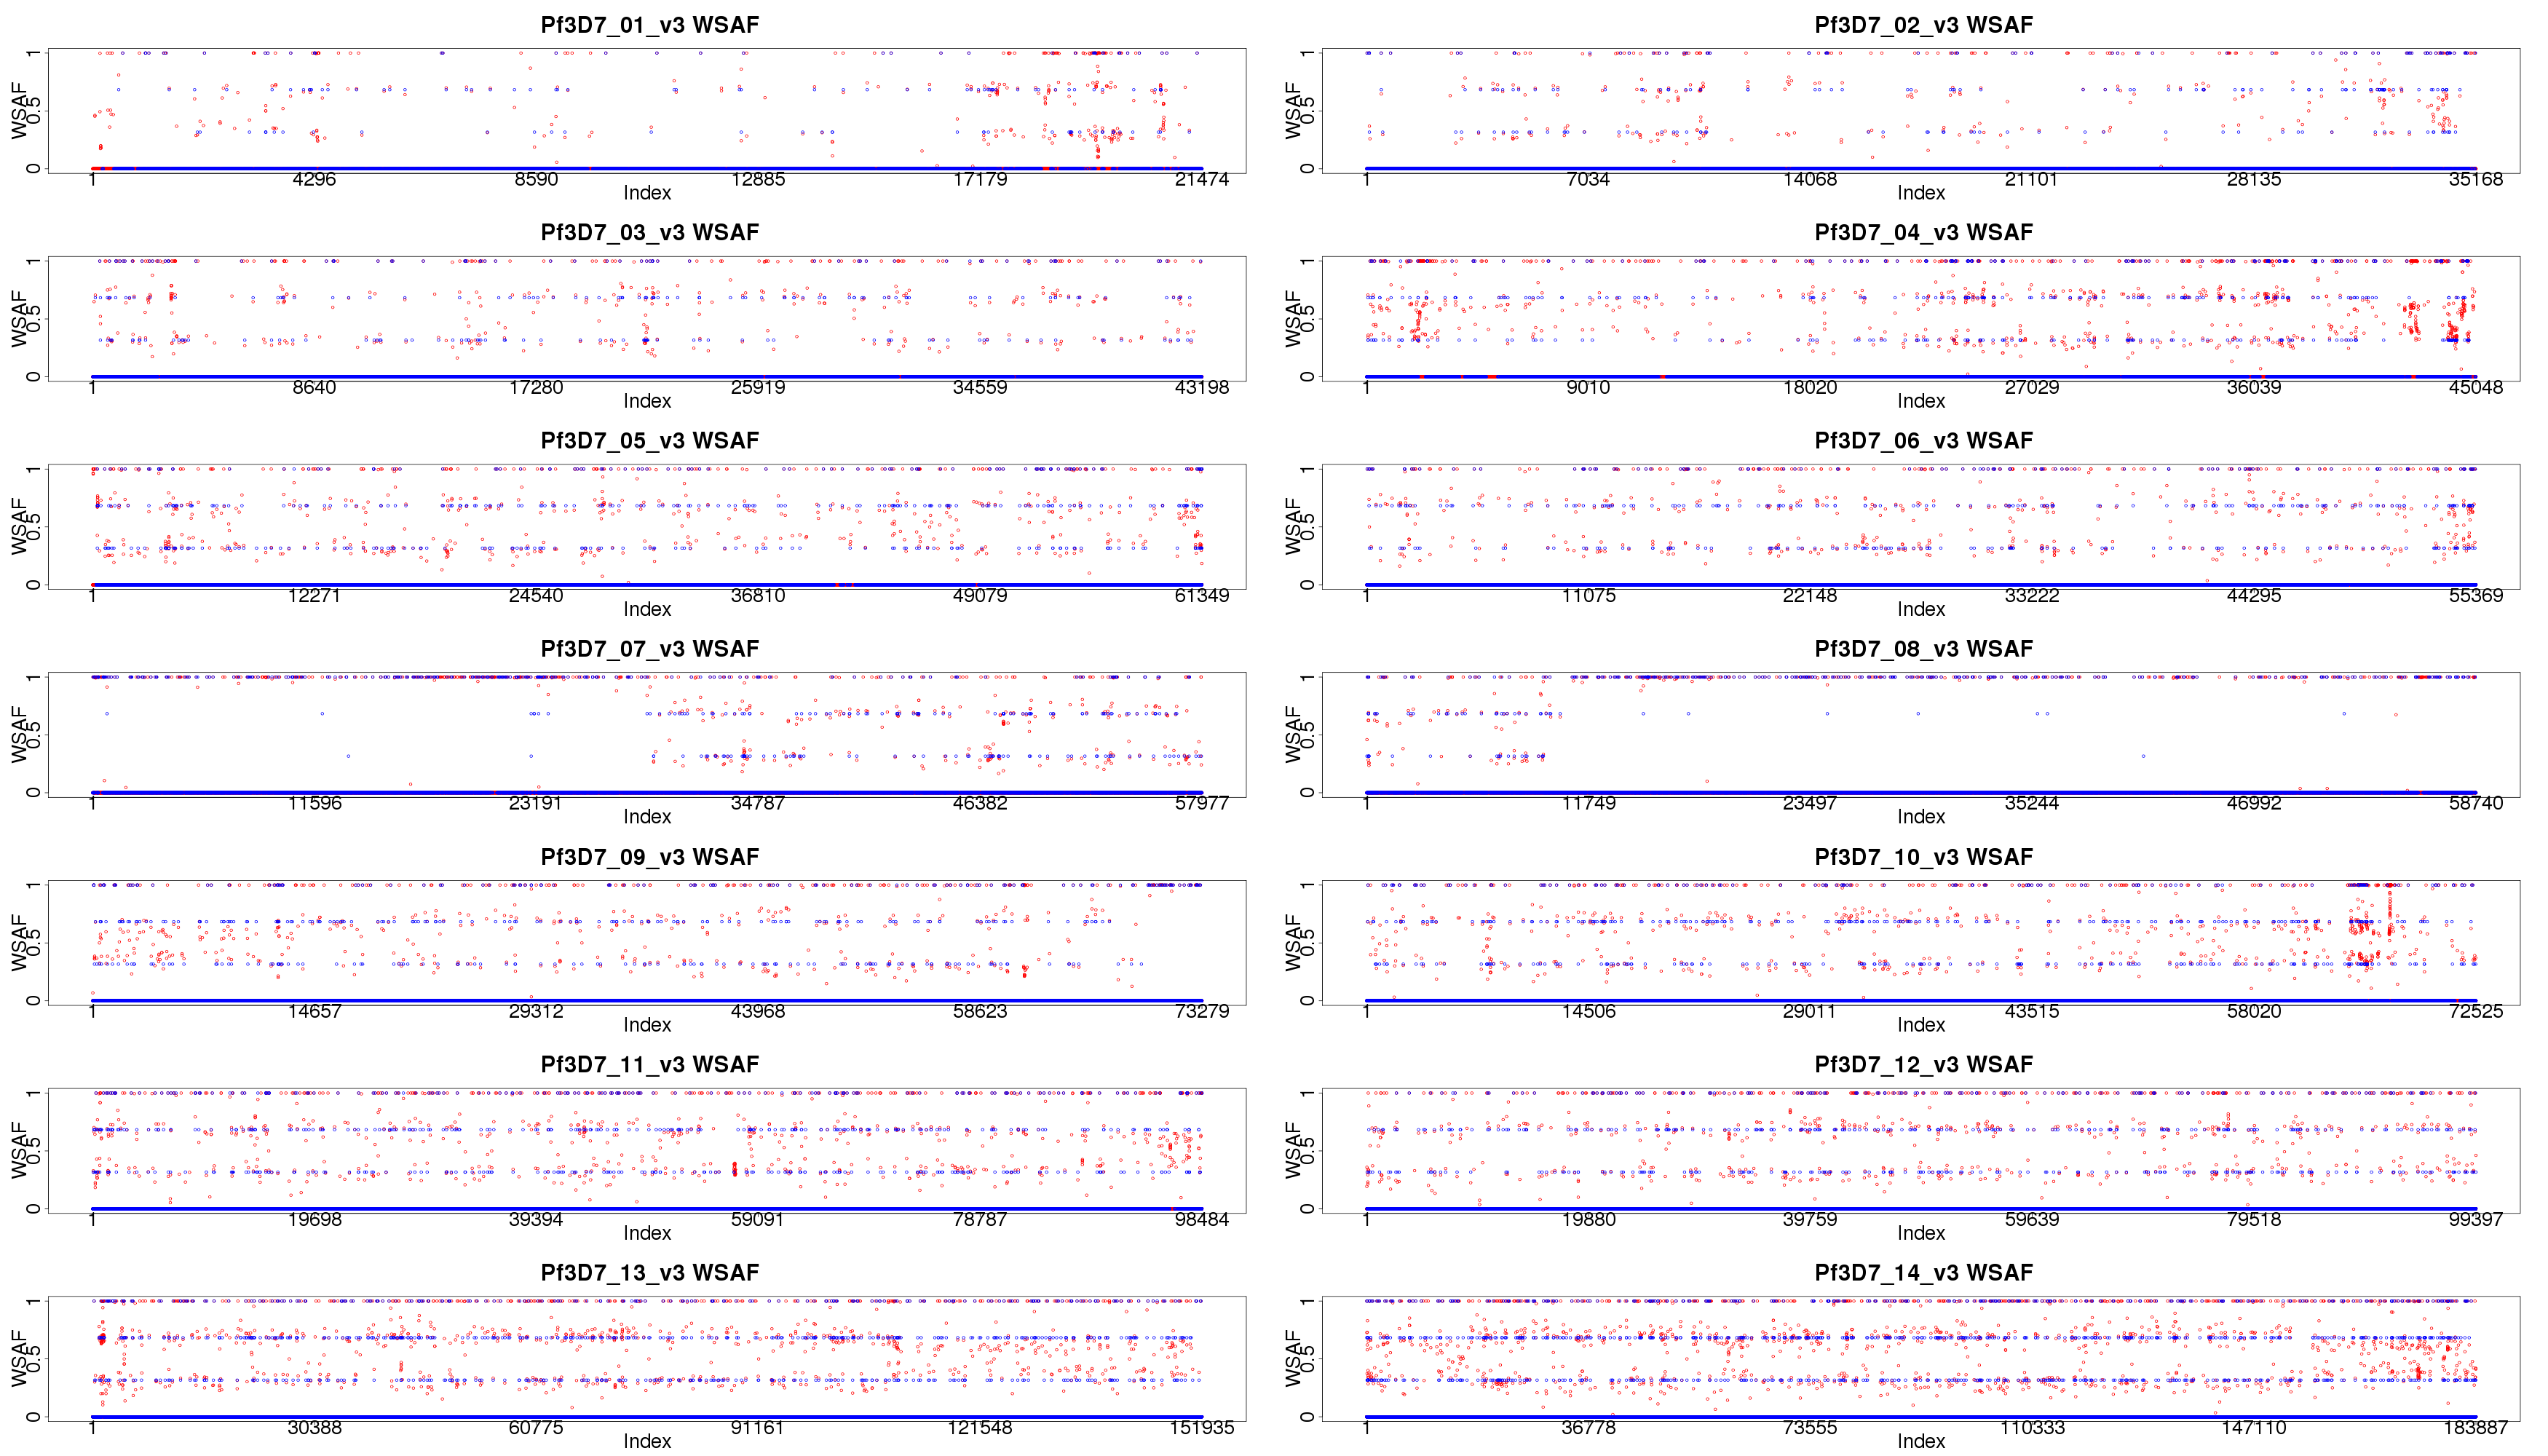 Pf3D7_01_v3 WSAF
WSAF
0 0.5 1
1 4296 8590 12885 17179 21474
Index
Pf3D7_02_v3 WSAF
WSAF
0 0.5 1
1 7034 14068 21101 28135 35168
Index
Pf3D7_03_v3 WSAF
WSAF
0 0.5 1
1 8640 17280 25919 34559 43198
Index
Pf3D7_04_v3 WSAF
WSAF
0 0.5 1
1 9010 18020 27029 36039 45048
Index
Pf3D7_05_v3 WSAF
WSAF
0 0.5 1
1 12271 24540 36810 49079 61349
Index
Pf3D7_06_v3 WSAF
WSAF
0 0.5 1
1 11075 22148 33222 44295 55369
Index
Pf3D7_07_v3 WSAF
WSAF
0 0.5 1
1 11596 23191 34787 46382 57977
Index
Pf3D7_08_v3 WSAF
WSAF
0 0.5 1
1 11749 23497 35244 46992 58740
Index
Pf3D7_09_v3 WSAF
WSAF
0 0.5 1
1 14657 29312 43968 58623 73279
Index
Pf3D7_10_v3 WSAF
WSAF
0 0.5 1
1 14506 29011 43515 58020 72525
Index
Pf3D7_11_v3 WSAF
WSAF
0 0.5 1
1 19698 39394 59091 78787 98484
Index
Pf3D7_12_v3 WSAF
WSAF
0 0.5 1
1 19880 39759 59639 79518 99397
Index
Pf3D7_13_v3 WSAF
WSAF
0 0.5 1
1 30388 60775 91161 121548 151935
Index
Pf3D7_14_v3 WSAF
WSAF
0 0.5 1
1 36778 73555 110333 147110 183887
Index